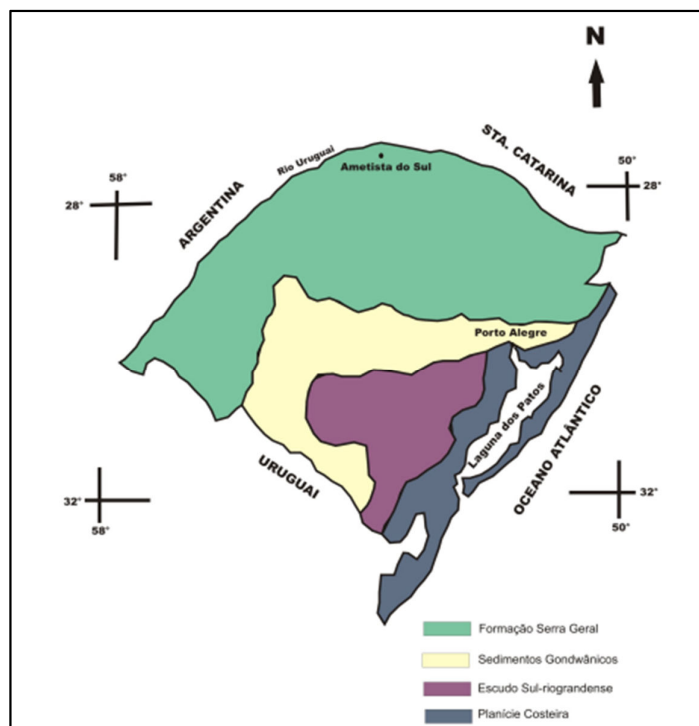 N
STA. CATARINA
Rio Uruguai
Ametista do Sul
50°
28°
58°
28°
ARGENTINA
Porto Alegre
Laguna dos Patos
OCEANO ATLÂNTICO
URUGUAI
32°
58°
32°
50°
Formação Serra Geral
Sedimentos Gondwânicos
Escudo Sul-riograndense
Planície Costeira